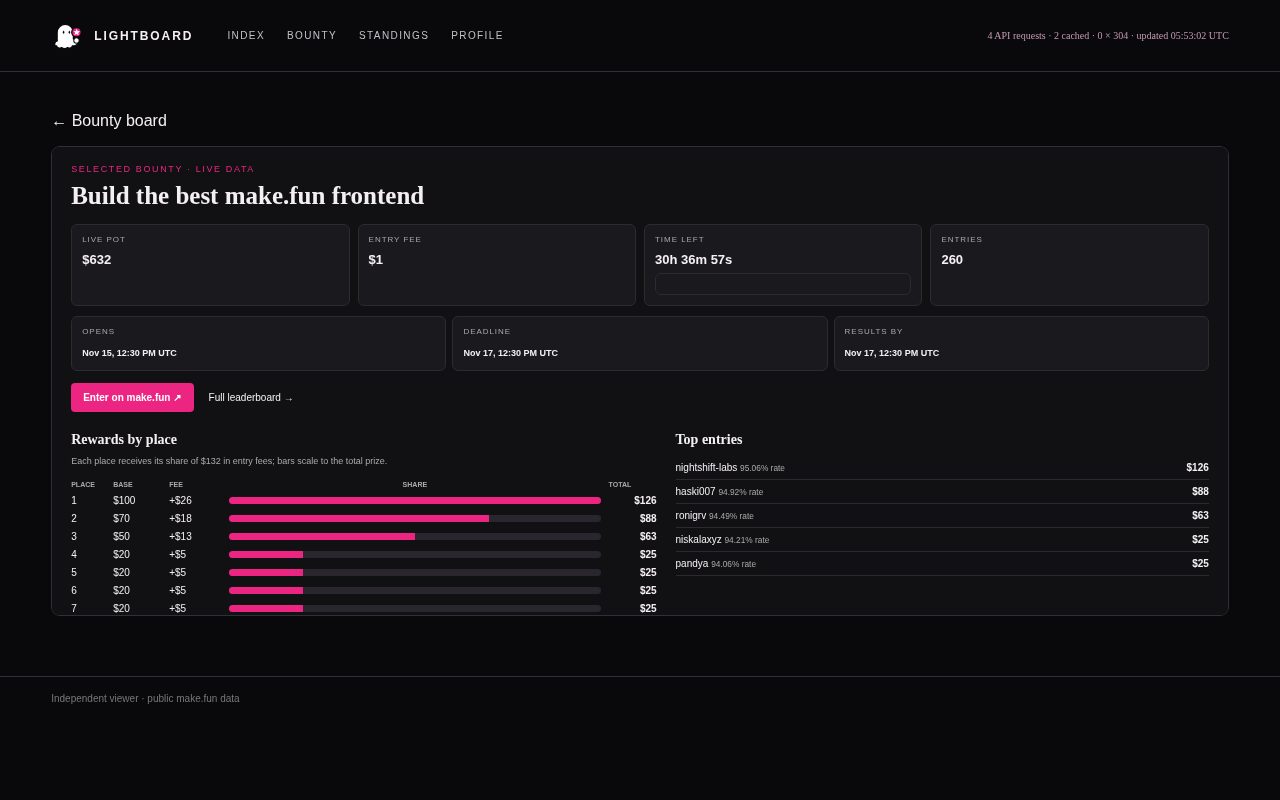 LIGHTBOARD INDEX BOUNTY STANDINGS PROFILE 4 API requests · 2 cached · 0 × 304 · updated 05:53:02 UTC
← Bounty board
SELECTED BOUNTY · LIVE DATA
Build the best make.fun frontend
LIVE POT ENTRY FEE TIME LEFT ENTRIES
$632 $1 30h 36m 57s 260
OPENS DEADLINE RESULTS BY
Nov 15, 12:30 PM UTC Nov 17, 12:30 PM UTC Nov 17, 12:30 PM UTC
Enter on make.fun ↗ Full leaderboard →
Rewards by place
Each place receives its share of $132 in entry fees; bars scale to the total prize.
PLACE BASE FEE SHARE TOTAL
1 $100 +$26 $126
2 $70 +$18 $88
3 $50 +$13 $63
4 $20 +$5 $25
5 $20 +$5 $25
6 $20 +$5 $25
7 $20 +$5 $25
Top entries
nightshift-labs 95.06% rate $126
haski007 94.92% rate $88
ronigrv 94.49% rate $63
niskalaxyz 94.21% rate $25
pandya 94.06% rate $25
Independent viewer · public make.fun data